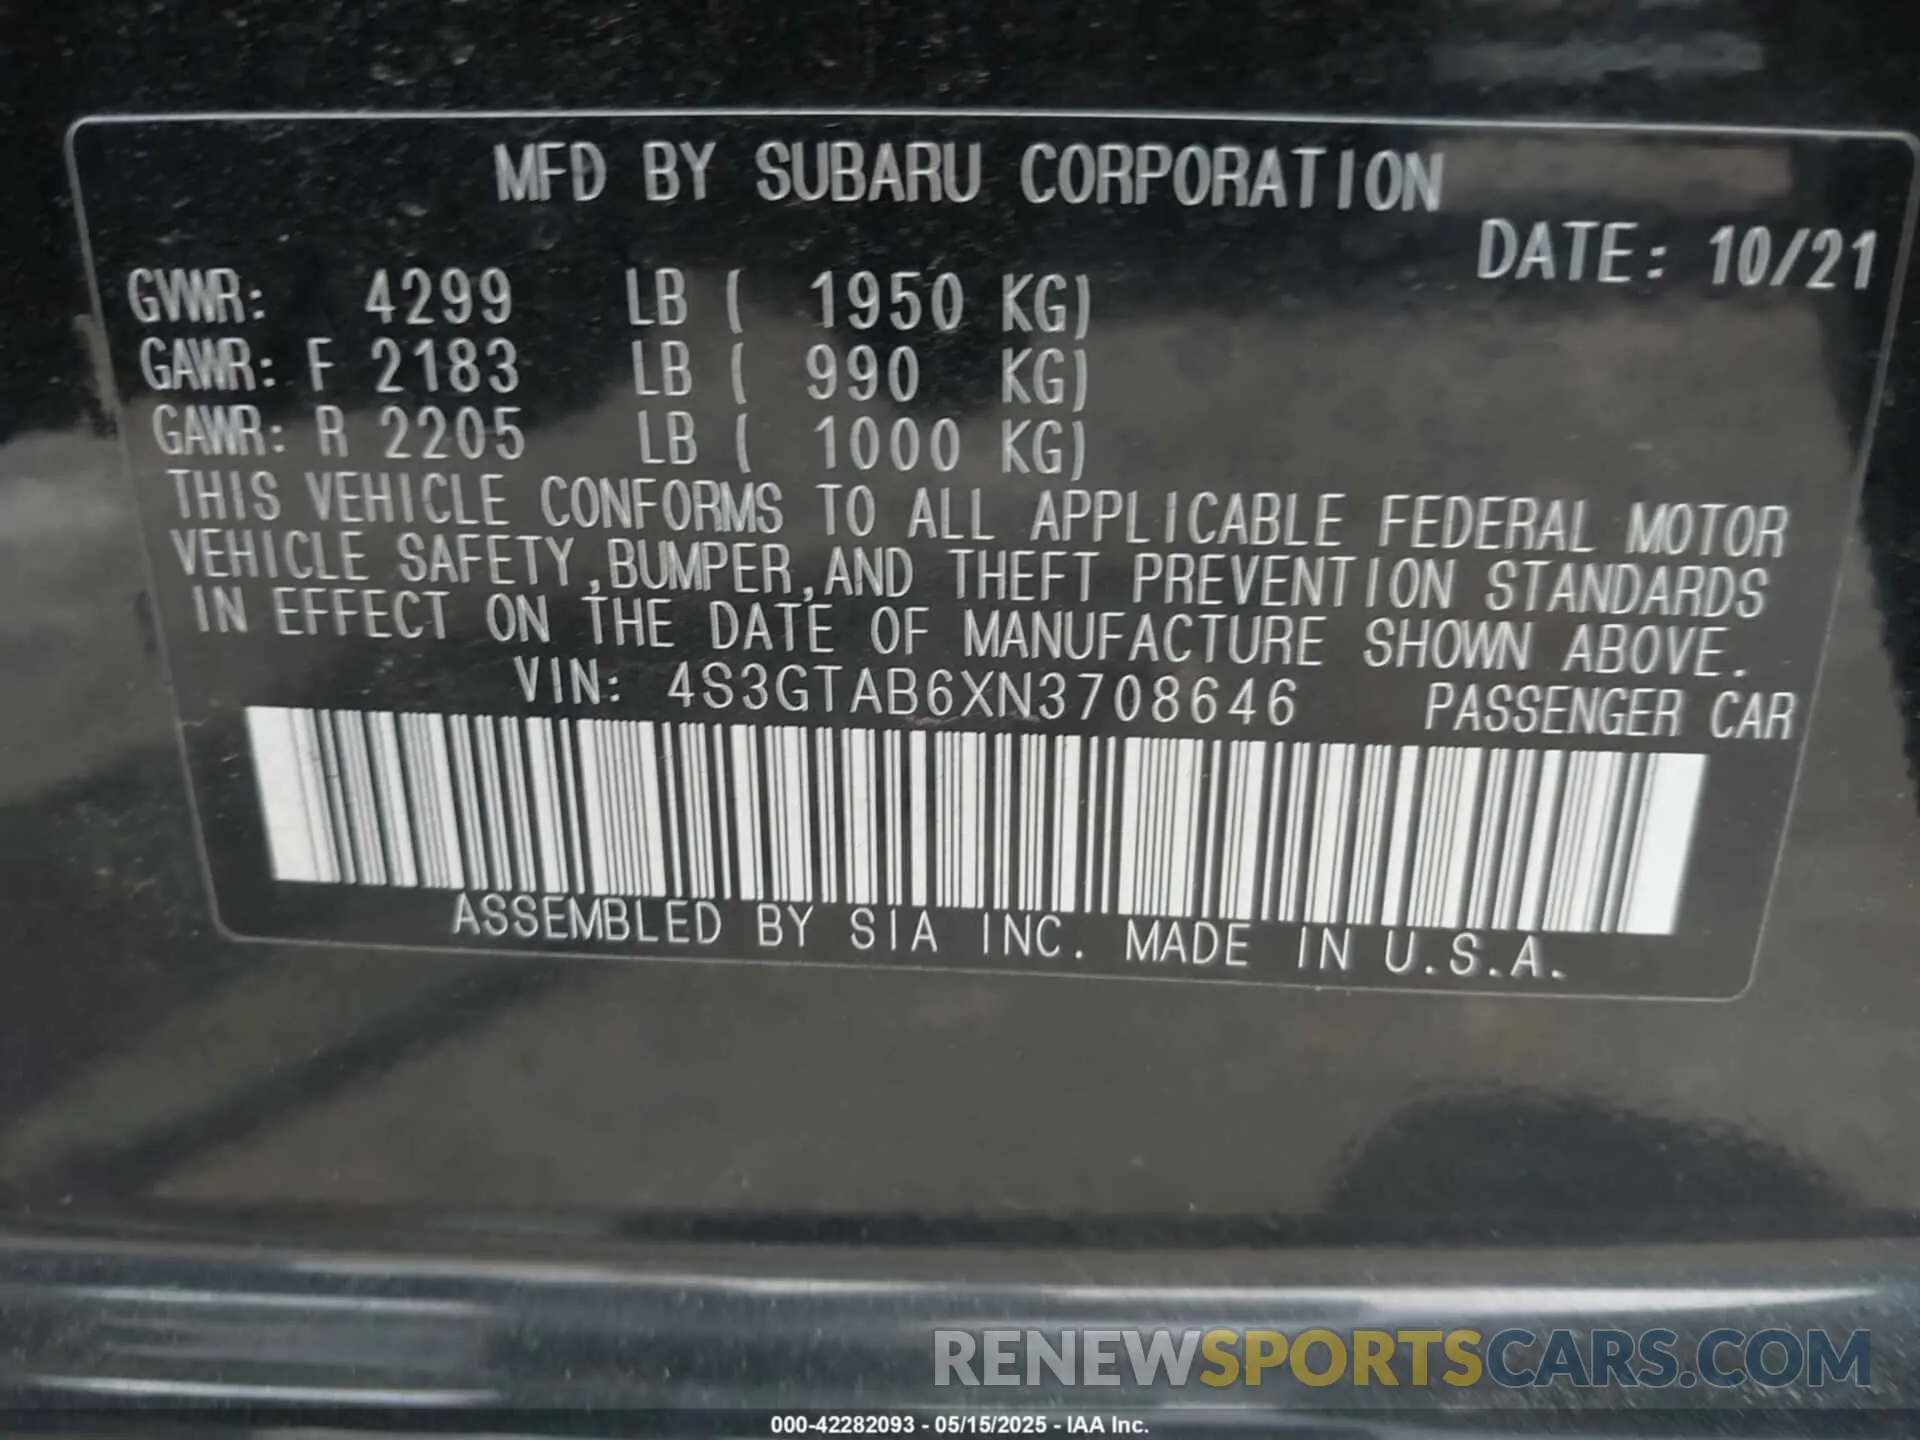 MFD BY SUBARU CORPORATION
DATE: 10/21
GVWR: 4299 LB ( 1950 KG)
GAWR: F 2183 LB ( 990 KG)
GAWR: R 2205 LB ( 1000 KG)
THIS VEHICLE CONFORMS TO ALL APPLICABLE FEDERAL MOTOR
VEHICLE SAFETY,BUMPER,AND THEFT PREVENTION STANDARDS
IN EFFECT ON THE DATE OF MANUFACTURE SHOWN ABOVE.
VIN: 4S3GTAB6XN3708646 PASSENGER CAR
ASSEMBLED BY SIA INC. MADE IN U.S.A.
RENEWSPORTSCARS.COM
000-42282093 - 05/15/2025 - IAA Inc.